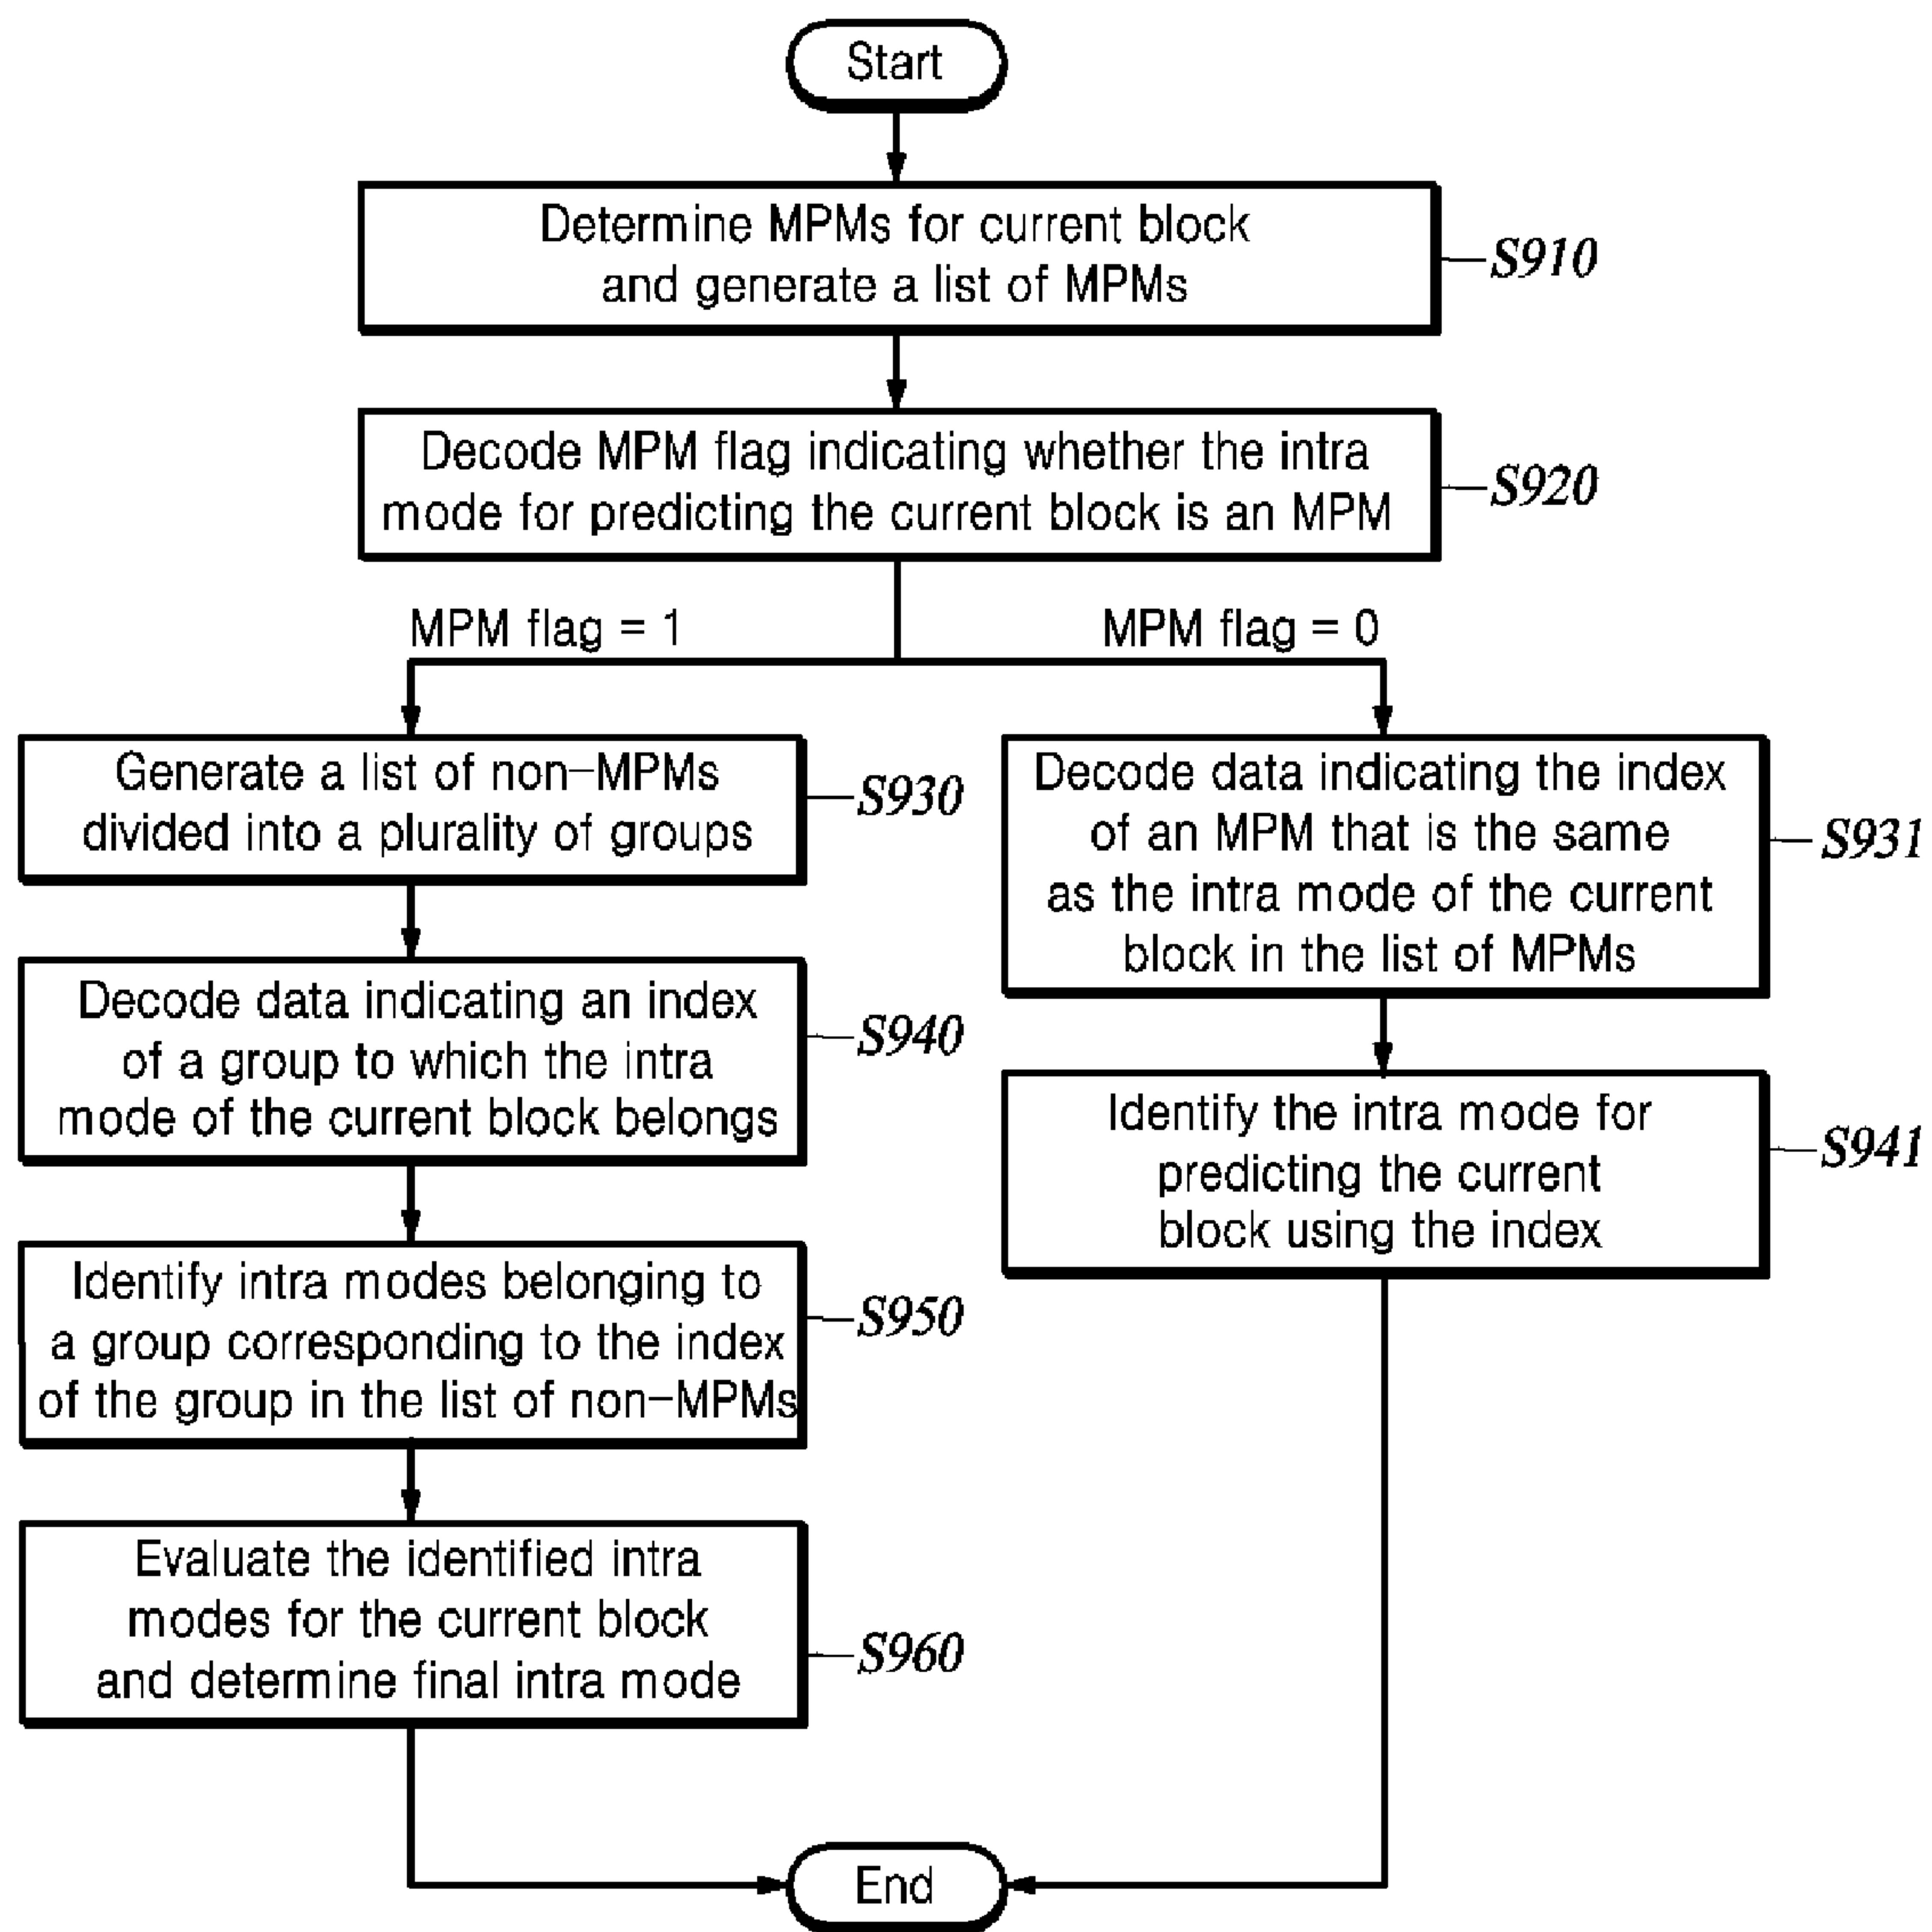 Start
Determine MPMs for current block
and generate a list of MPMs
S910
Decode MPM flag indicating whether the intra
mode for predicting the current block is an MPM
S920
MPM flag = 1
MPM flag = 0
Generate a list of non-MPMs
divided into a plurality of groups
S930
Decode data indicating the index
of an MPM that is the same
as the intra mode of the current
block in the list of MPMs
S931
Decode data indicating an index
of a group to which the intra
mode of the current block belongs
S940
Identify the intra mode for
predicting the current
block using the index
S941
Identify intra modes belonging to
a group corresponding to the index
of the group in the list of non-MPMs
S950
Evaluate the identified intra
modes for the current block
and determine final intra mode
S960
End